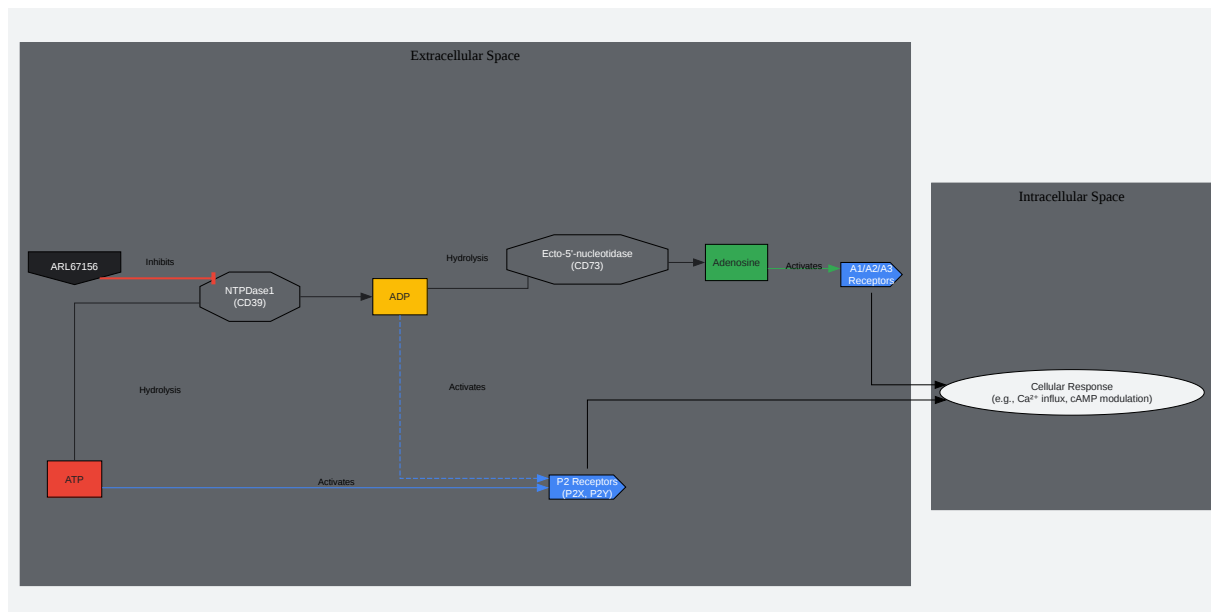 Extracellular Space
Intracellular Space
ARL67156
Inhibits
NTPDase1
(CD39)
ADP
Hydrolysis
Ecto-5'-nucleotidase
(CD73)
Adenosine
Activates
A1/A2/A3
Receptors
Hydrolysis
Activates
Cellular Response
(e.g., Ca²⁺ influx, cAMP modulation)
ATP
Activates
P2 Receptors
(P2X, P2Y)